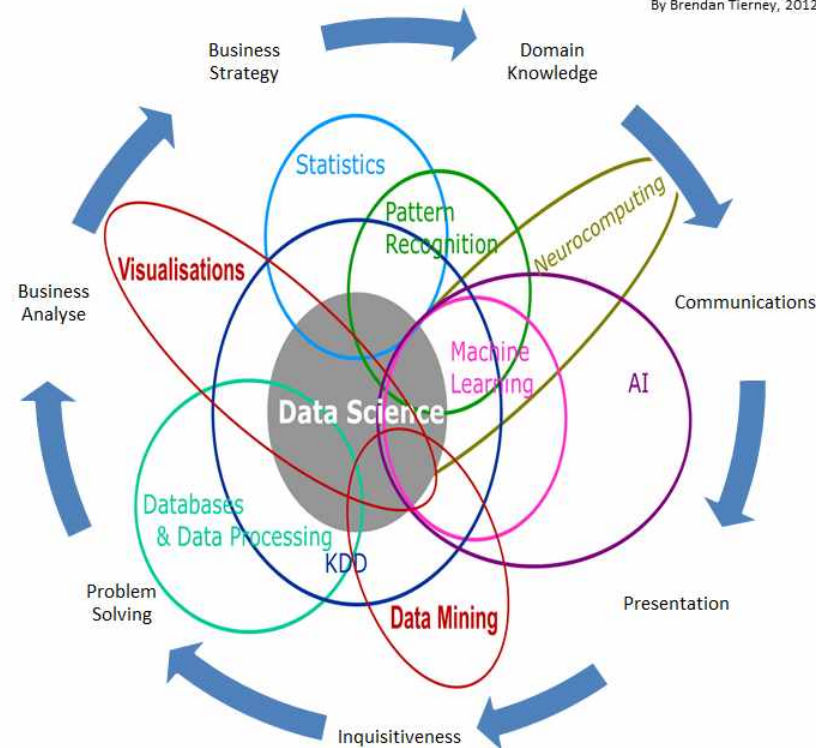 By Brendan Tierney, 2012
Business
Strategy
Domain
Knowledge
Statistics
Pattern
Recognition
Neurocomputing
Visualisations
Business
Analyse
Communications
Machine
Learning
AI
Data Science
Databases
& Data Processing
KDD
Problem
Solving
Data Mining
Presentation
Inquisitiveness